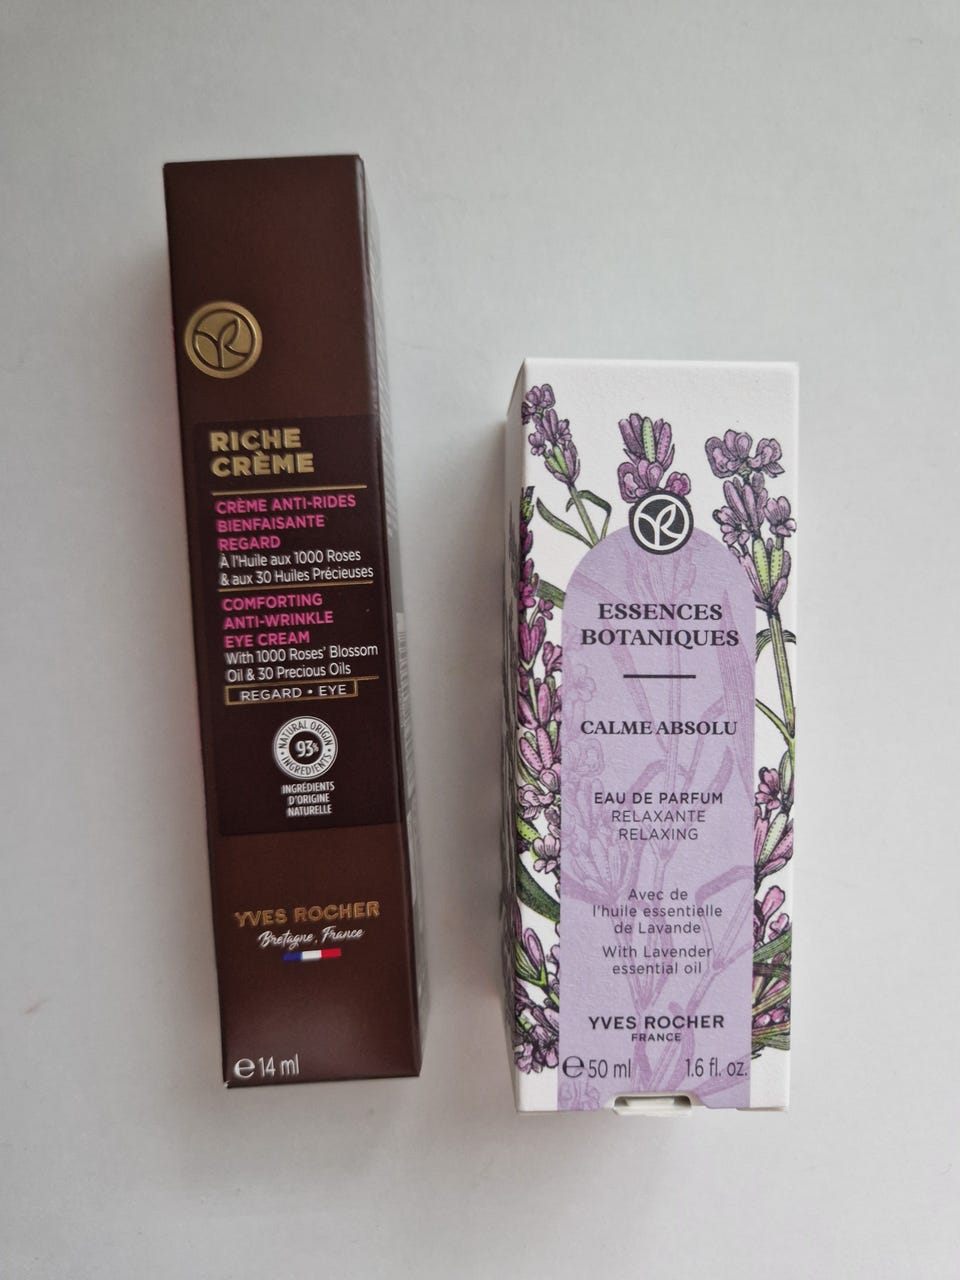 RICHE
CRÈME
CRÈME ANTI-RIDES
BIENFAISANTE
REGARD
À l'Huile aux 1000 Roses
& aux 30 Huiles Précieuses
COMFORTING
ANTI-WRINKLE
EYE CREAM
With 1000 Roses' Blossom
Oil & 30 Precious Oils
REGARD • EYE
NATURAL ORIGIN
93%
INGREDIENTS
INGRÉDIENTS
D'ORIGINE
NATURELLE
YVES ROCHER
Bretagne, France
e 14 ml
ESSENCES
BOTANIQUES
CALME ABSOLU
EAU DE PARFUM
RELAXANTE
RELAXING
Avec de
l'huile essentielle
de Lavande
With Lavender
essential oil
YVES ROCHER
FRANCE
e 50 ml 1.6 fl. oz.